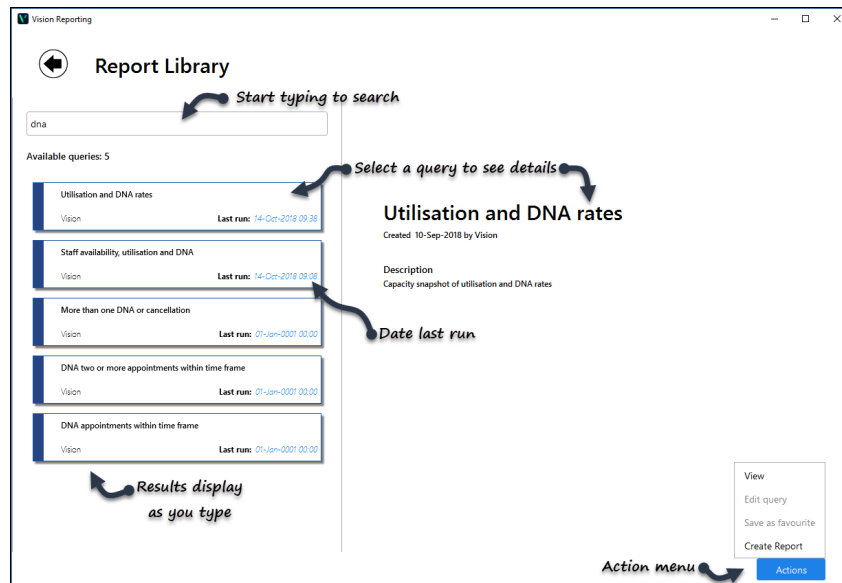 Vision Reporting
Report Library
Start typing to search
dna
Available queries: 5
Select a query to see details
Utilisation and DNA rates
Vision
Last run: 14-Oct-2018 09:38
Staff availability, utilisation and DNA
Vision
Last run: 14-Oct-2018 09:08
More than one DNA or cancellation
Vision
Last run: 01-Jan-0001 00:00
DNA two or more appointments within time frame
Vision
Last run: 01-Jan-0001 00:00
DNA appointments within time frame
Vision
Last run: 01-Jan-0001 00:00
Results display
as you type
Utilisation and DNA rates
Created 10-Sep-2018 by Vision
Description
Capacity snapshot of utilisation and DNA rates
Date last run
View
Edit query
Save as favourite
Create Report
Action menu
Actions